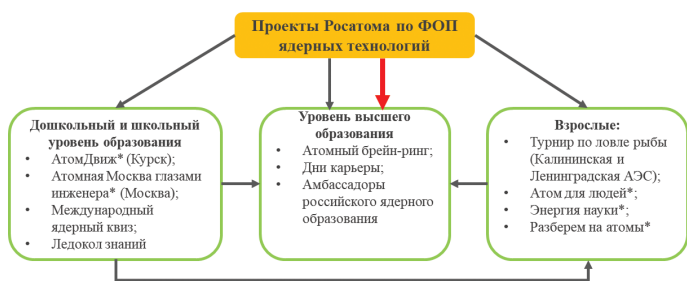 Проекты Росатома по ФОП
ядерных технологий
Дошкольный и школьный
уровень образования
• АтомДвиж* (Курск);
• Атомная Москва глазами
инженера* (Москва);
• Международный
ядерный квиз;
• Ледокол знаний
Уровень высшего
образования
• Атомный брейн-ринг;
• Дни карьеры;
• Амбассадоры
российского ядерного
образования
Взрослые:
• Турнир по ловле рыбы
(Калининская и
Ленинградская АЭС);
• Атом для людей*;
• Энергия науки*;
• Разберем на атомы*